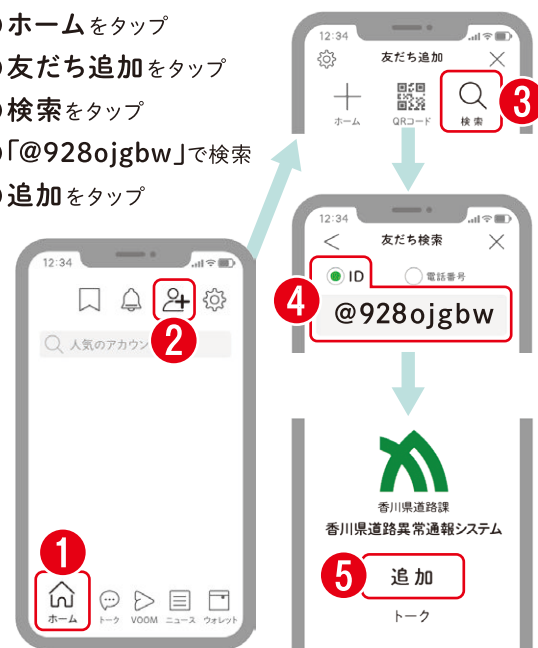 ホームをタップ
友だち追加をタップ
検索をタップ
「@928ojgbw」で検索
追加をタップ
12:34
友だち追加
ホーム
QRコード
検索
3
12:34
友だち検索
ID
電話番号
4
@928ojgbw
12:34
2
人気のアカウン
1
ホーム
トーク
VOOM
ニュース
ウォレット
香川県道路課
香川県道路異常通報システム
5
追加
トーク